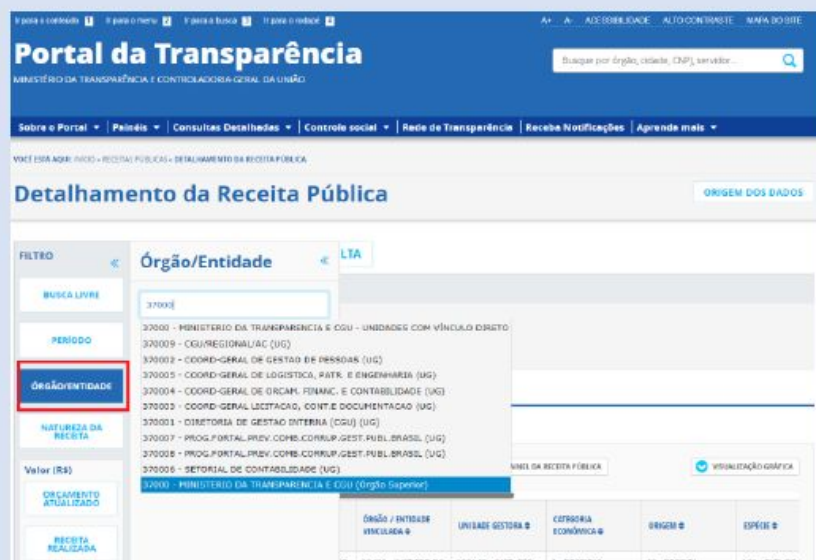 Ir para o conteúdo 1 Ir para o menu 2 Ir para a busca 3 Ir para o rodapé 4
A+ A- ACESSIBILIDADE ALTO CONTRASTE MAPA DO SITE
Portal da Transparência
MINISTÉRIO DA TRANSPARÊNCIA E CONTROLADORIA-GERAL DA UNIÃO
Busque por órgão, cidade, CNPJ, servidor...
Sobre o Portal Painéis Consultas Detalhadas Controle social Rede de Transparência Receba Notificações Aprenda mais
VOCÊ ESTÁ AQUI: INÍCIO » RECEITAS PÚBLICAS » DETALHAMENTO DA RECEITA PÚBLICA
Detalhamento da Receita Pública
ORIGEM DOS DADOS
FILTRO «
BUSCA LIVRE
PERÍODO
ÓRGÃO/ENTIDADE
NATUREZA DA RECEITA
Valor (R$)
ORÇAMENTO ATUALIZADO
RECEITA REALIZADA
Órgão/Entidade «
LTA
37000
37000 - MINISTERIO DA TRANSPARENCIA E CGU - UNIDADES COM VÍNCULO DIRETO
370009 - CGU/REGIONAL/AC (UG)
370002 - COORD-GERAL DE GESTAO DE PESSOAS (UG)
370005 - COORD-GERAL DE LOGISTICA, PATR. E ENGENHARIA (UG)
370004 - COORD-GERAL DE ORCAM. FINANC. E CONTABILIDADE (UG)
370003 - COORD-GERAL LICITACAO, CONT.E DOCUMENTACAO (UG)
370001 - DIRETORIA DE GESTAO INTERNA (CGU) (UG)
370007 - PROG.PORTAL.PREV.COMB.CORRUP.GEST.PUBL.BRASIL (UG)
370008 - PROG.PORTAL.PREV.COMB.CORRUP.GEST.PUBL.BRASIL (UG)
370006 - SETORIAL DE CONTABILIDADE (UG)
37000 - MINISTERIO DA TRANSPARENCIA E CGU (Órgão Superior)
DA RECEITA PÚBLICA
VISUALIZAÇÃO GRÁFICA
ÓRGÃO / ENTIDADE VINCULADA
UNIDADE GESTORA
CATEGORIA ECONÔMICA
ORIGEM
ESPÉCIE